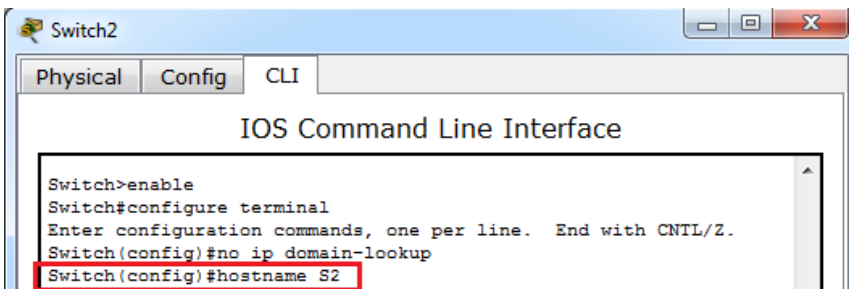 Switch2
Physical Config CLI
IOS Command Line Interface
Switch>enable
Switch#configure terminal
Enter configuration commands, one per line.  End with CNTL/Z.
Switch(config)#no ip domain-lookup
Switch(config)#hostname S2